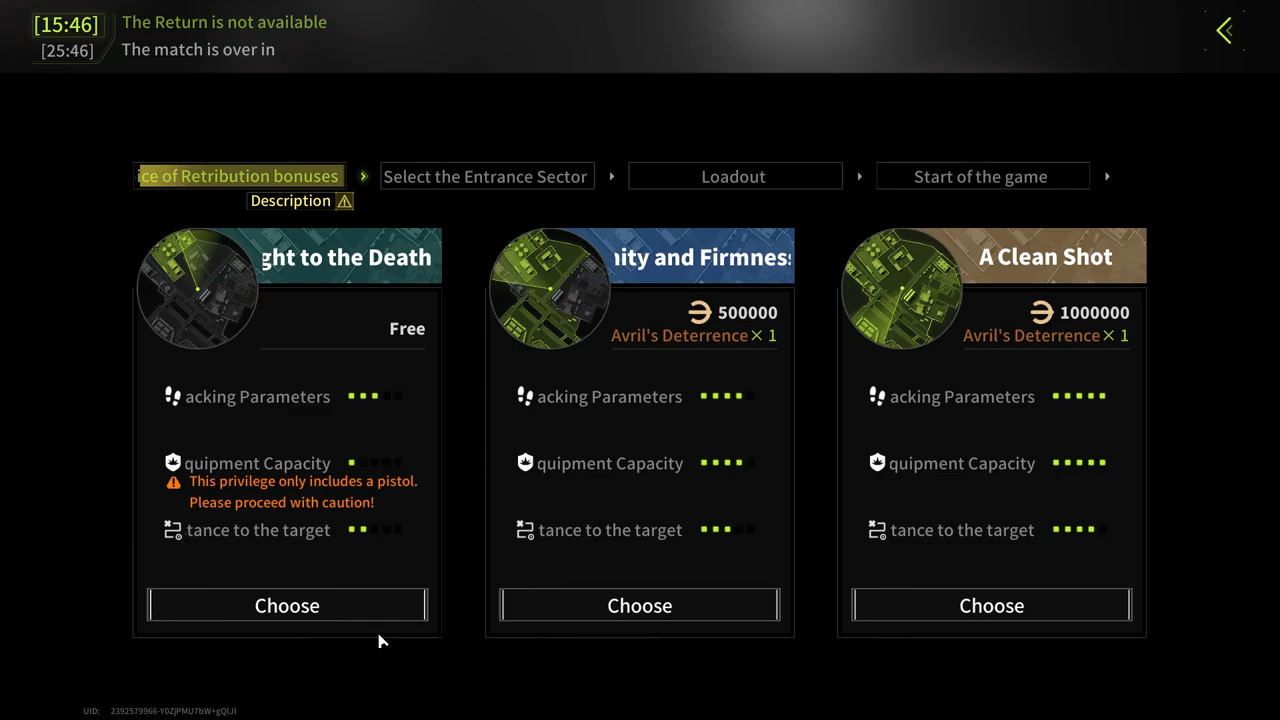 [15:46] The Return is not available
[25:46] The match is over in
ice of Retribution bonuses
Select the Entrance Sector
Loadout
Start of the game
Description
ght to the Death
Free
acking Parameters
quipment Capacity
This privilege only includes a pistol.
Please proceed with caution!
tance to the target
Choose
nity and Firmness
500000
Avril's Deterrence × 1
acking Parameters
quipment Capacity
tance to the target
Choose
A Clean Shot
1000000
Avril's Deterrence × 1
acking Parameters
quipment Capacity
tance to the target
Choose
UID: 2392579966-Y0ZjPMU7bW+gQlJI